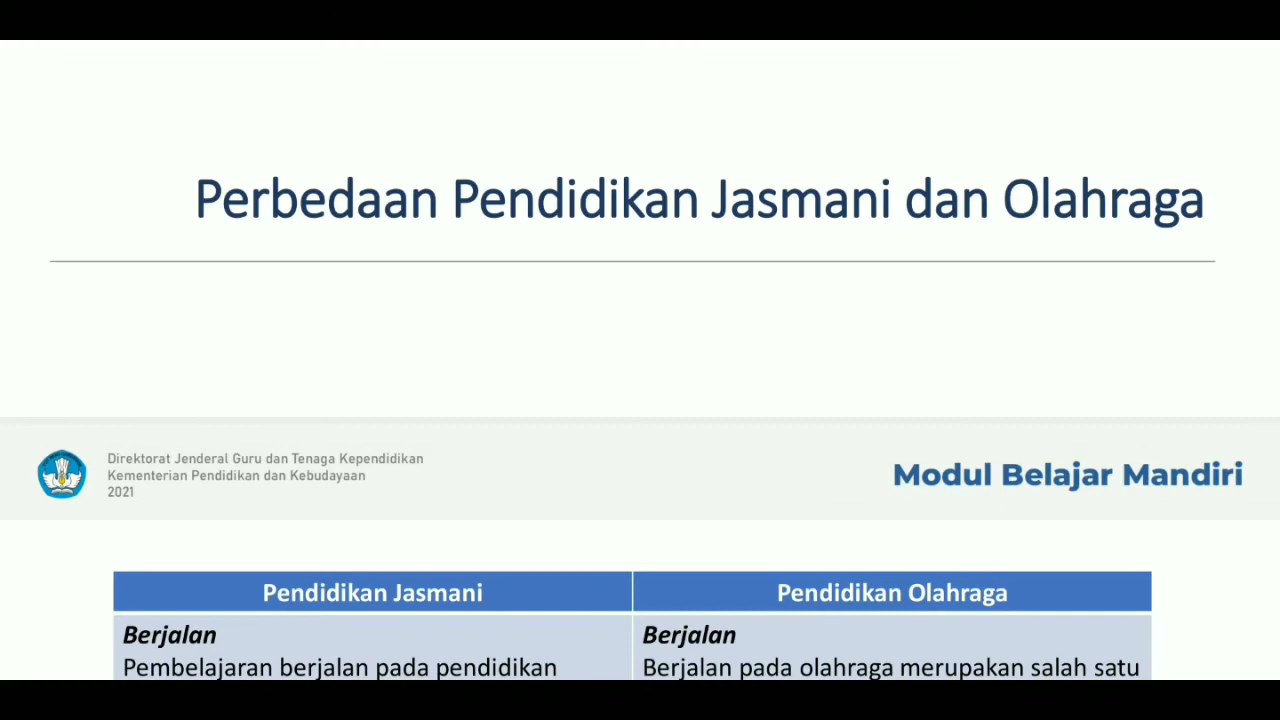 Perbedaan Pendidikan Jasmani dan Olahraga
Direktorat Jenderal Guru dan Tenaga Kependidikan
Kementerian Pendidikan dan Kebudayaan
2021
Modul Belajar Mandiri
Pendidikan Jasmani
Pendidikan Olahraga
Berjalan
Pembelajaran berjalan pada pendidikan
Berjalan
Berjalan pada olahraga merupakan salah satu